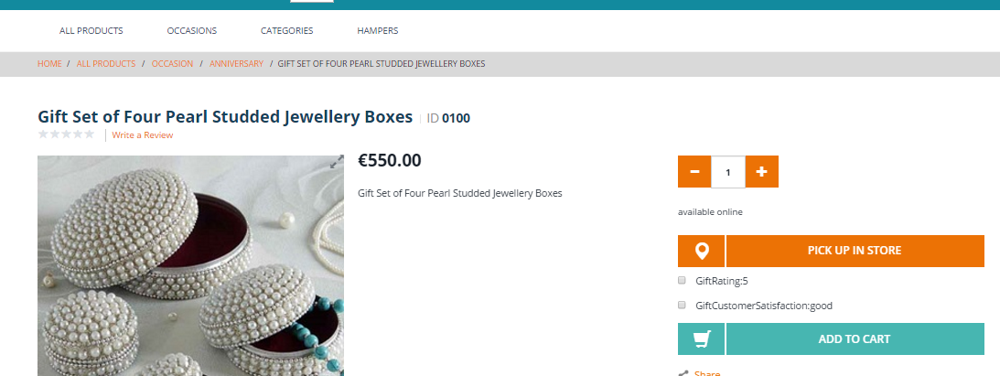 ALL PRODUCTS OCCASIONS CATEGORIES HAMPERS
HOME / ALL PRODUCTS / OCCASION / ANNIVERSARY / GIFT SET OF FOUR PEARL STUDDED JEWELLERY BOXES
Gift Set of Four Pearl Studded Jewellery Boxes | ID 0100
Write a Review
€550.00
Gift Set of Four Pearl Studded Jewellery Boxes
1
available online
PICK UP IN STORE
GiftRating:5
GiftCustomerSatisfaction:good
ADD TO CART
Share